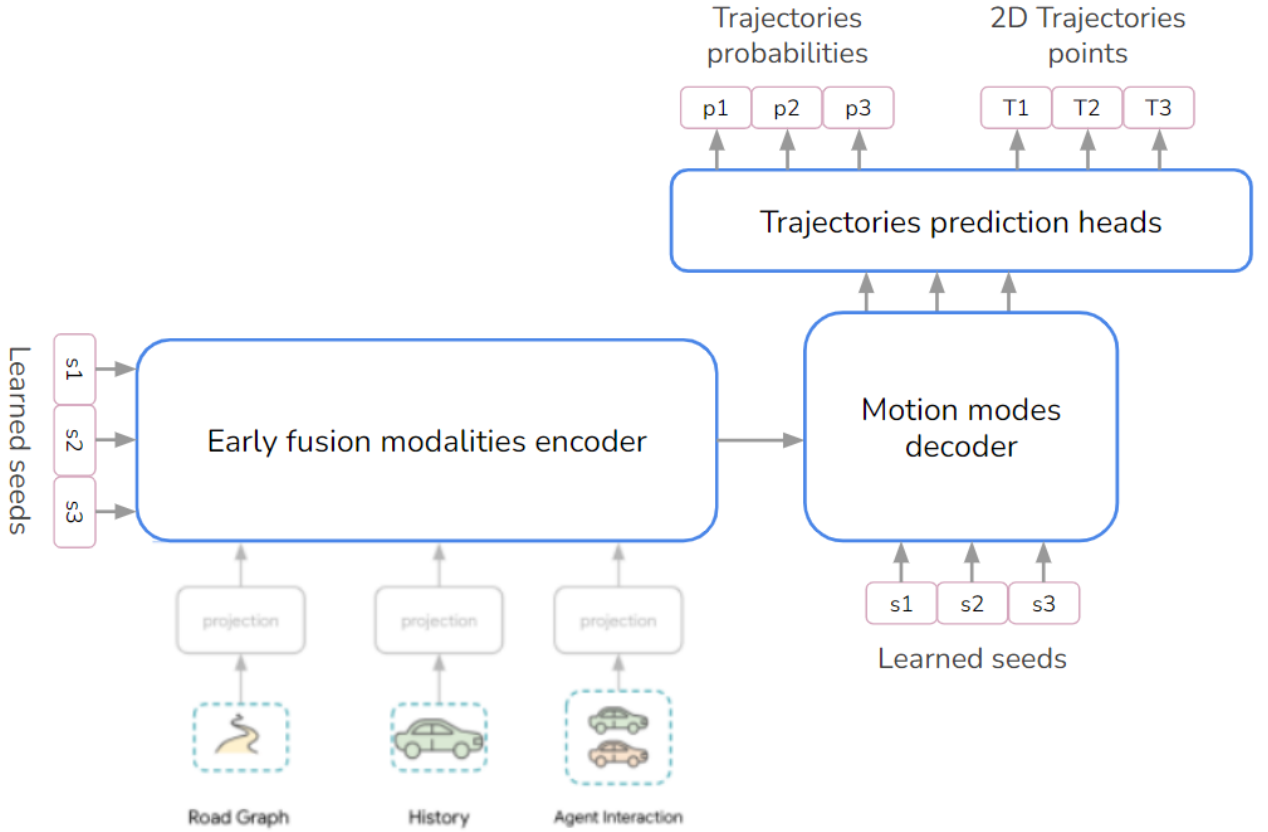 Trajectories
probabilities
2D Trajectories
points
p1 p2 p3
T1 T2 T3
Trajectories prediction heads
Learned seeds
s1
s2
s3
Early fusion modalities encoder
Motion modes
decoder
projection projection projection
s1 s2 s3
Learned seeds
Road Graph
History
Agent Interaction